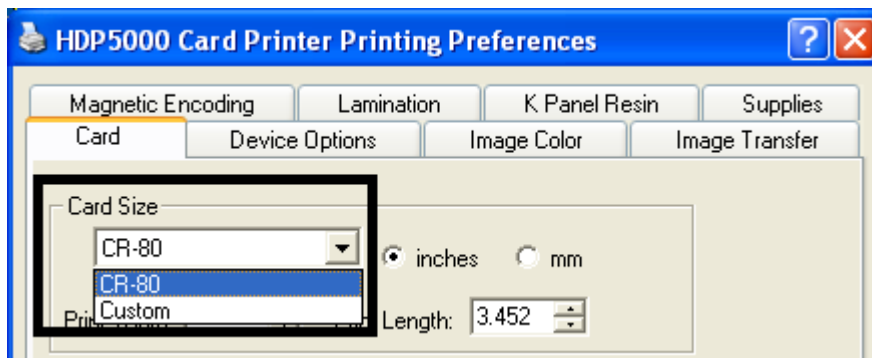 HDP5000 Card Printer Printing Preferences
Magnetic Encoding Lamination K Panel Resin Supplies
Card Device Options Image Color Image Transfer
Card Size
CR-80 inches mm
CR-80
Custom
Length: 3.452